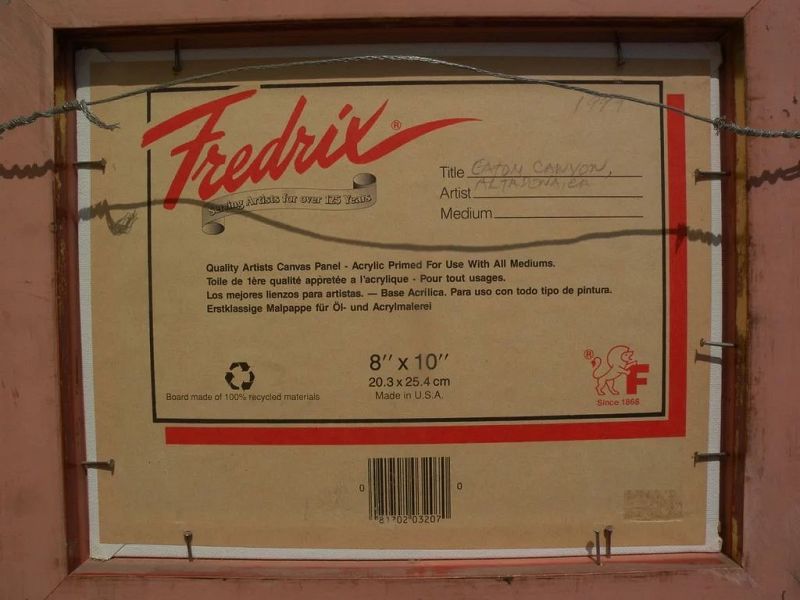 1997
Fredrix®
Serving Artists for over 125 Years
Title EATON CANYON,
Artist ALTADENA, CA
Medium
Quality Artists Canvas Panel - Acrylic Primed For Use With All Mediums.
Toile de 1ère qualité appretée a l'acrylique - Pour tout usages.
Los mejores lienzos para artistas. — Base Acrílica. Para uso con todo tipo de pintura.
Erstklassige Malpappe für Öl- und Acrylmalerei
8″ x 10″
20.3 x 25.4 cm
Made in U.S.A.
Board made of 100% recycled materials
® F
Since 1868
0 81702 03207 0